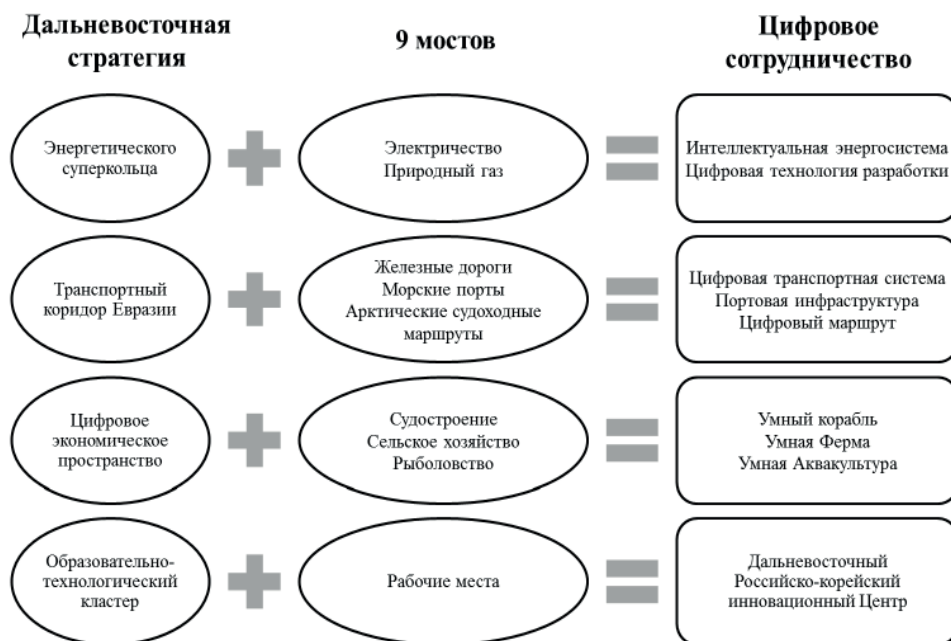 Дальневосточная
стратегия
9 мостов
Цифровое
сотрудничество
Энергетического
суперкольца
Электричество
Природный газ
Интеллектуальная энергосистема
Цифровая технология разработки
Транспортный
коридор Евразии
Железные дороги
Морские порты
Арктические судоходные
маршруты
Цифровая транспортная система
Портовая инфраструктура
Цифровый маршрут
Цифровое
экономическое
пространство
Судостроение
Сельское хозяйство
Рыболовство
Умный корабль
Умная Ферма
Умная Аквакультура
Образовательно-
технологический
кластер
Рабочие места
Дальневосточный
Российско-корейский
инновационный Центр